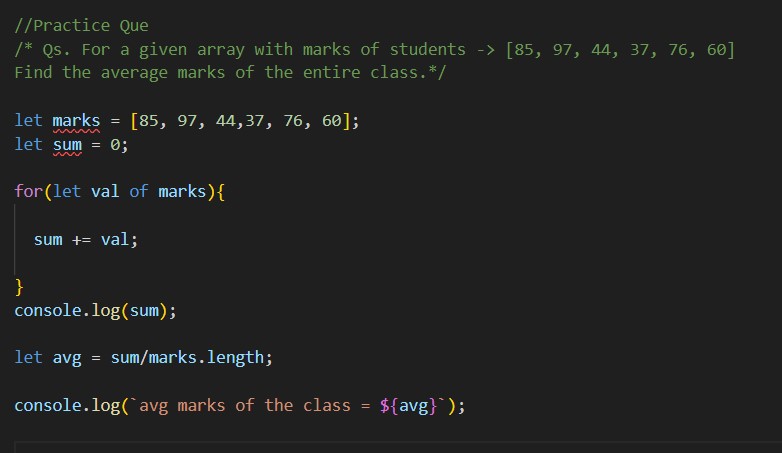 //Practice Que
/* Qs. For a given array with marks of students -> [85, 97, 44, 37, 76, 60]
Find the average marks of the entire class.*/
let marks = [85, 97, 44,37, 76, 60];
let sum = 0;
for(let val of marks){
sum += val;
}
console.log(sum);
let avg = sum/marks.length;
console.log(`avg marks of the class = ${avg}`);